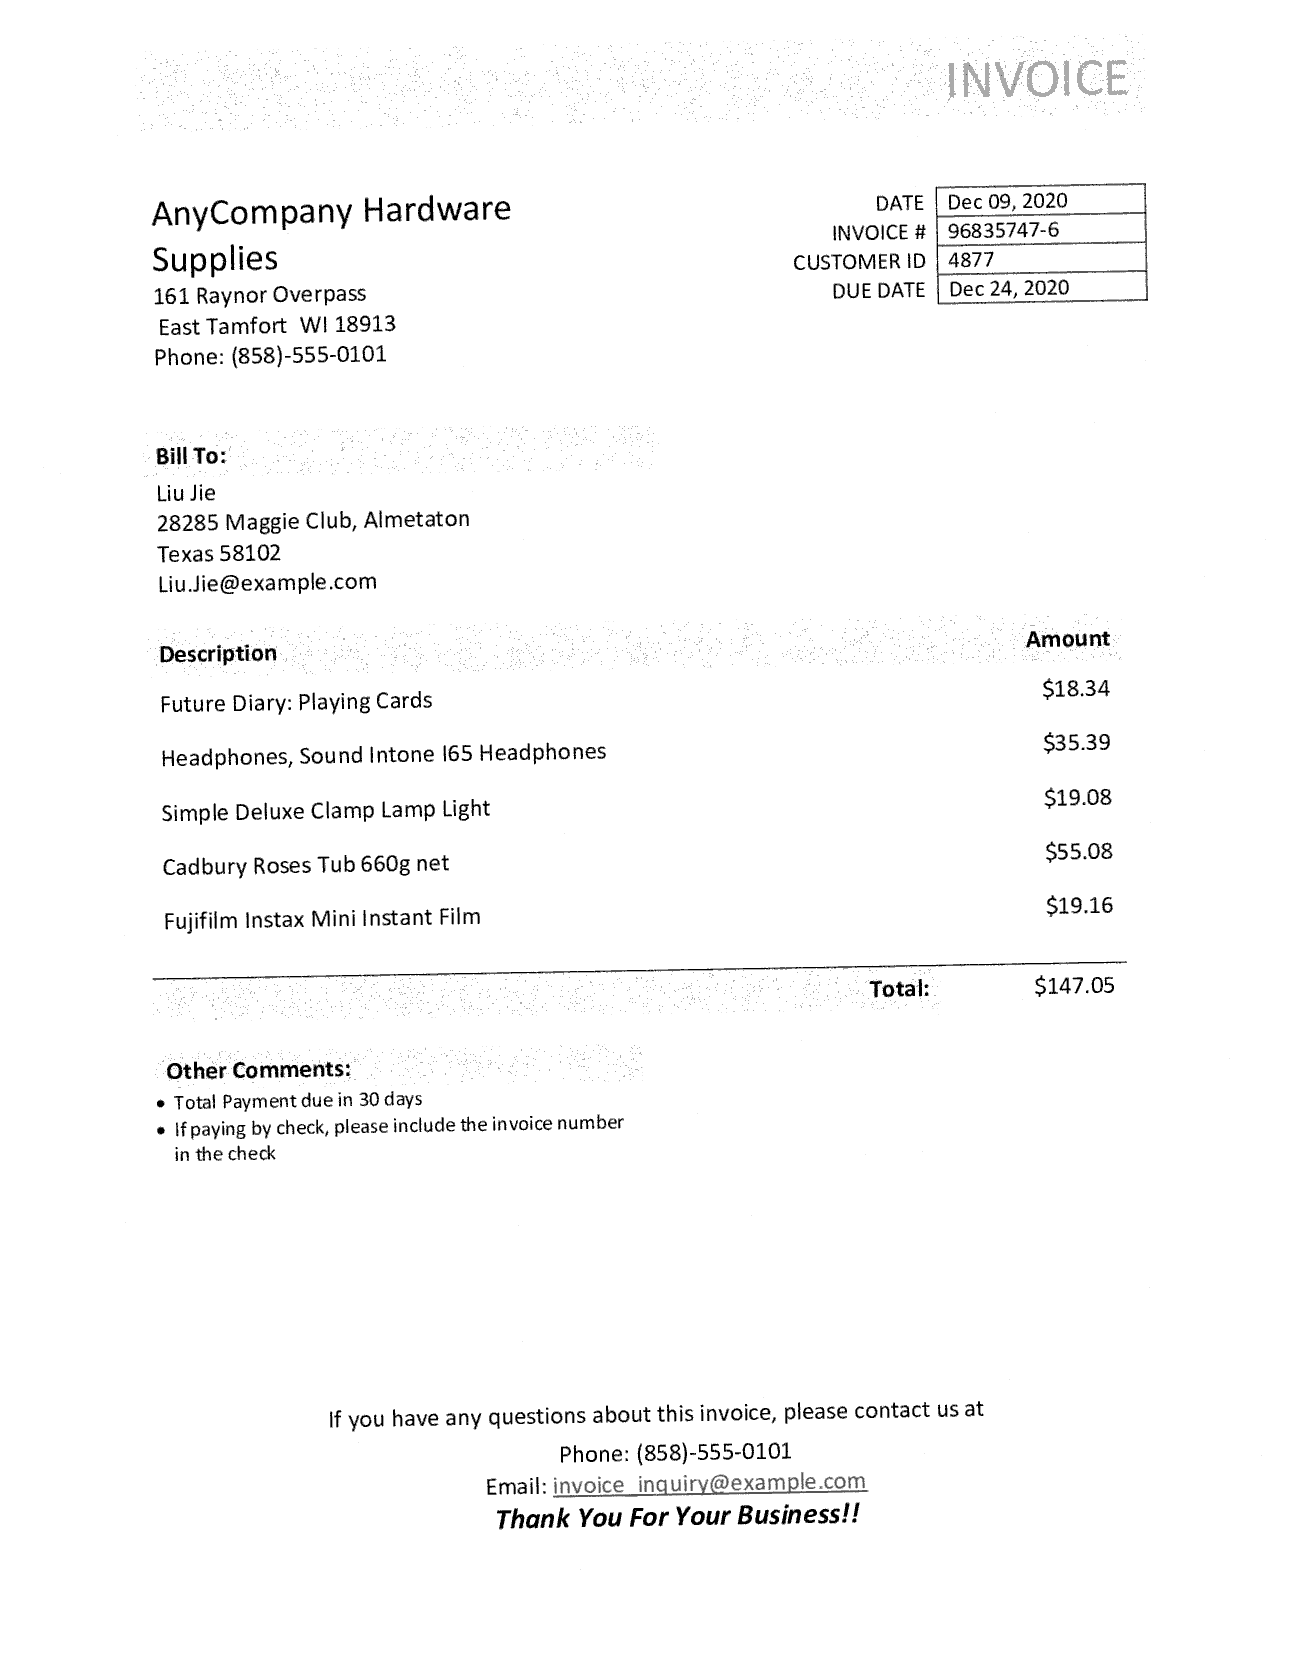 INVOICE
AnyCompany Hardware
Supplies
161 Raynor Overpass
East Tamfort WI 18913
Phone: (858)-555-0101
DATE Dec 09, 2020
INVOICE # 96835747-6
CUSTOMER ID 4877
DUE DATE Dec 24, 2020
Bill To:
Liu Jie
28285 Maggie Club, Almetaton
Texas 58102
Liu.Jie@example.com
Description Amount
Future Diary: Playing Cards $18.34
Headphones, Sound Intone I65 Headphones $35.39
Simple Deluxe Clamp Lamp Light $19.08
Cadbury Roses Tub 660g net $55.08
Fujifilm Instax Mini Instant Film $19.16
Total: $147.05
Other Comments:
• Total Payment due in 30 days
• If paying by check, please include the invoice number
in the check
If you have any questions about this invoice, please contact us at
Phone: (858)-555-0101
Email: invoice_inquiry@example.com
Thank You For Your Business!!